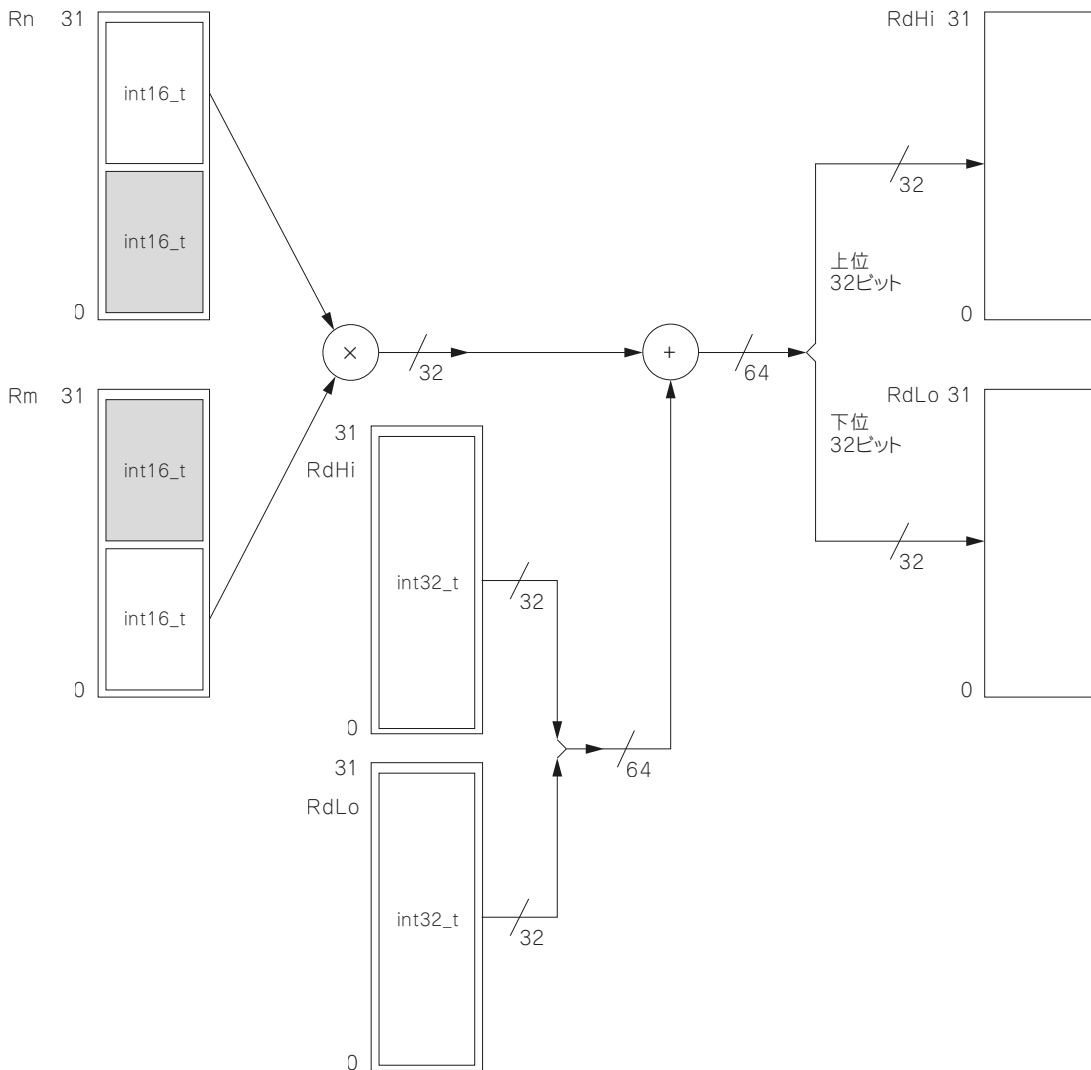 Rn 31
int16_t
int16_t
0
Rm 31
int16_t
int16_t
0
×
32
31
RdHi
int32_t
0
32
31
RdLo
int32_t
0
32
64
+
64
上位
32ビット
32
下位
32ビット
32
RdHi 31
0
RdLo 31
0